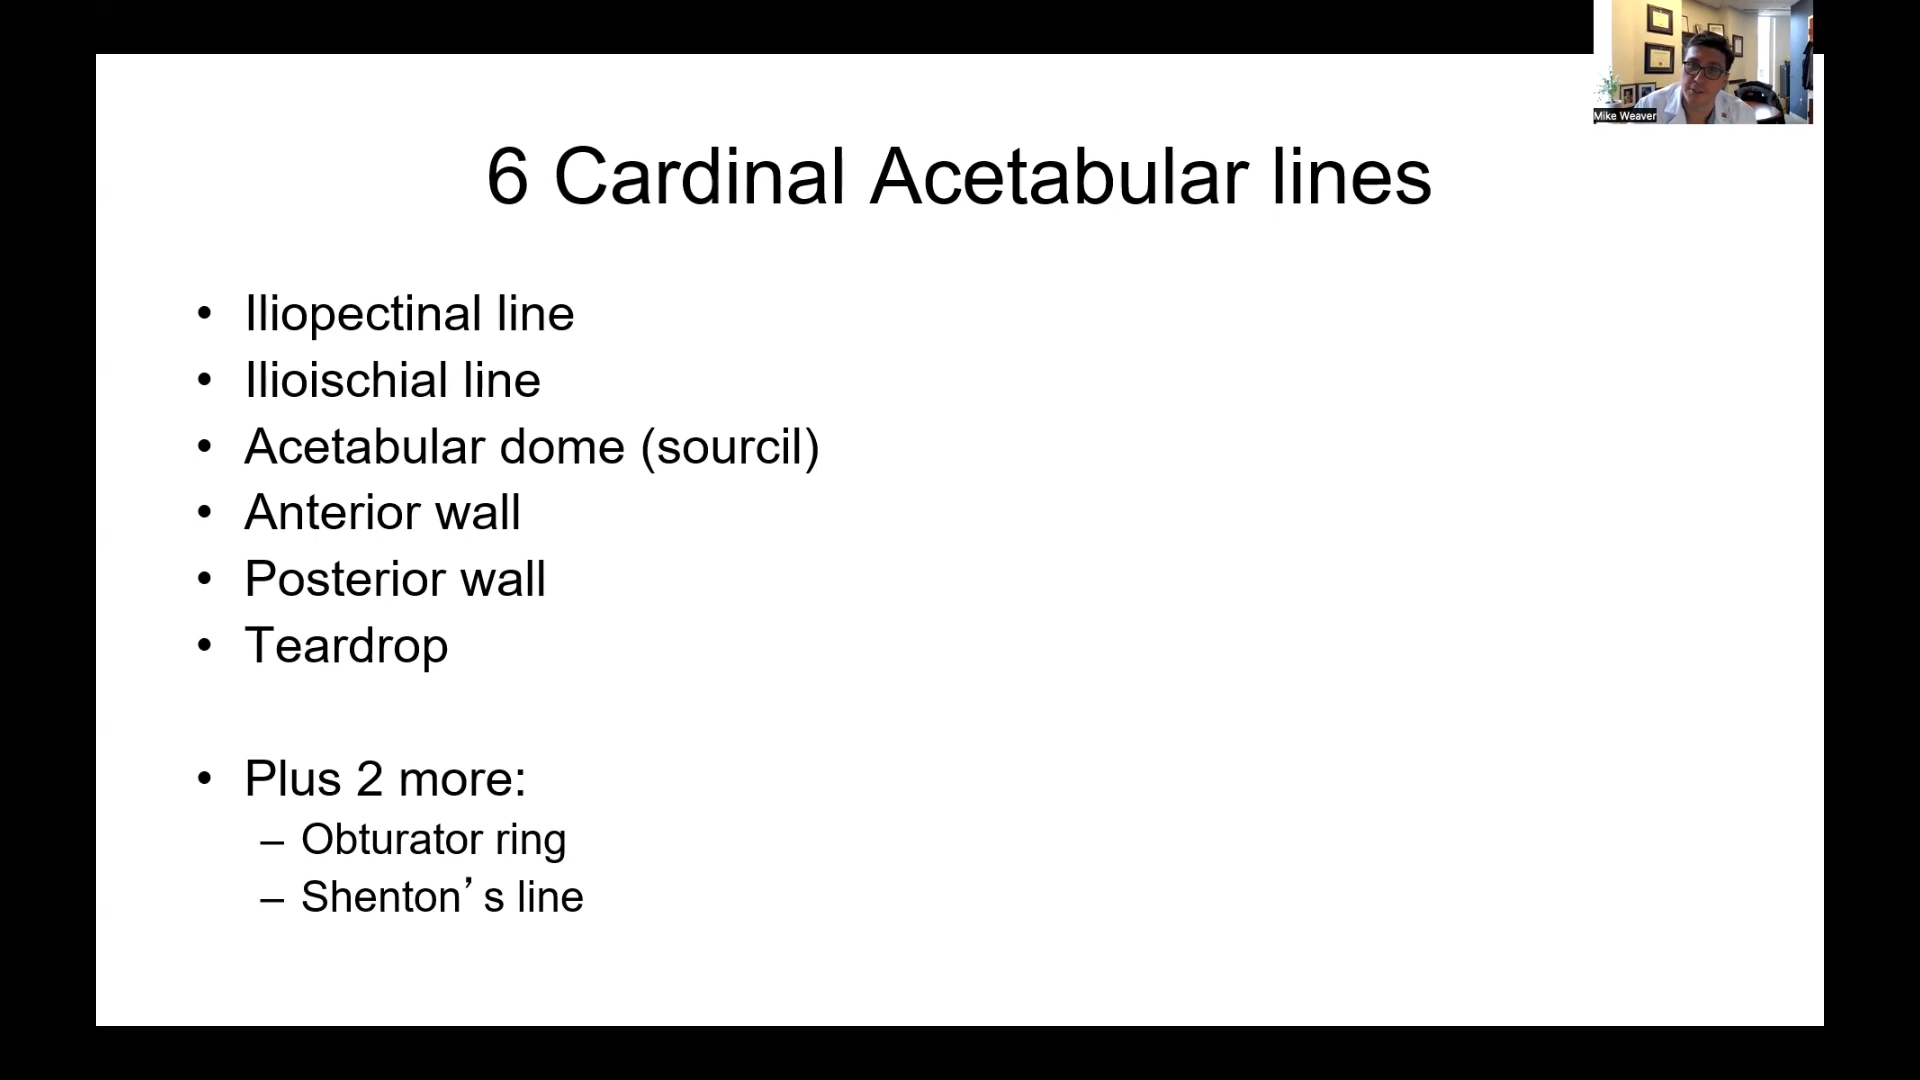 Mike Weaver
6 Cardinal Acetabular lines
• Iliopectinal line
• Ilioischial line
• Acetabular dome (sourcil)
• Anterior wall
• Posterior wall
• Teardrop
• Plus 2 more:
– Obturator ring
– Shenton’s line